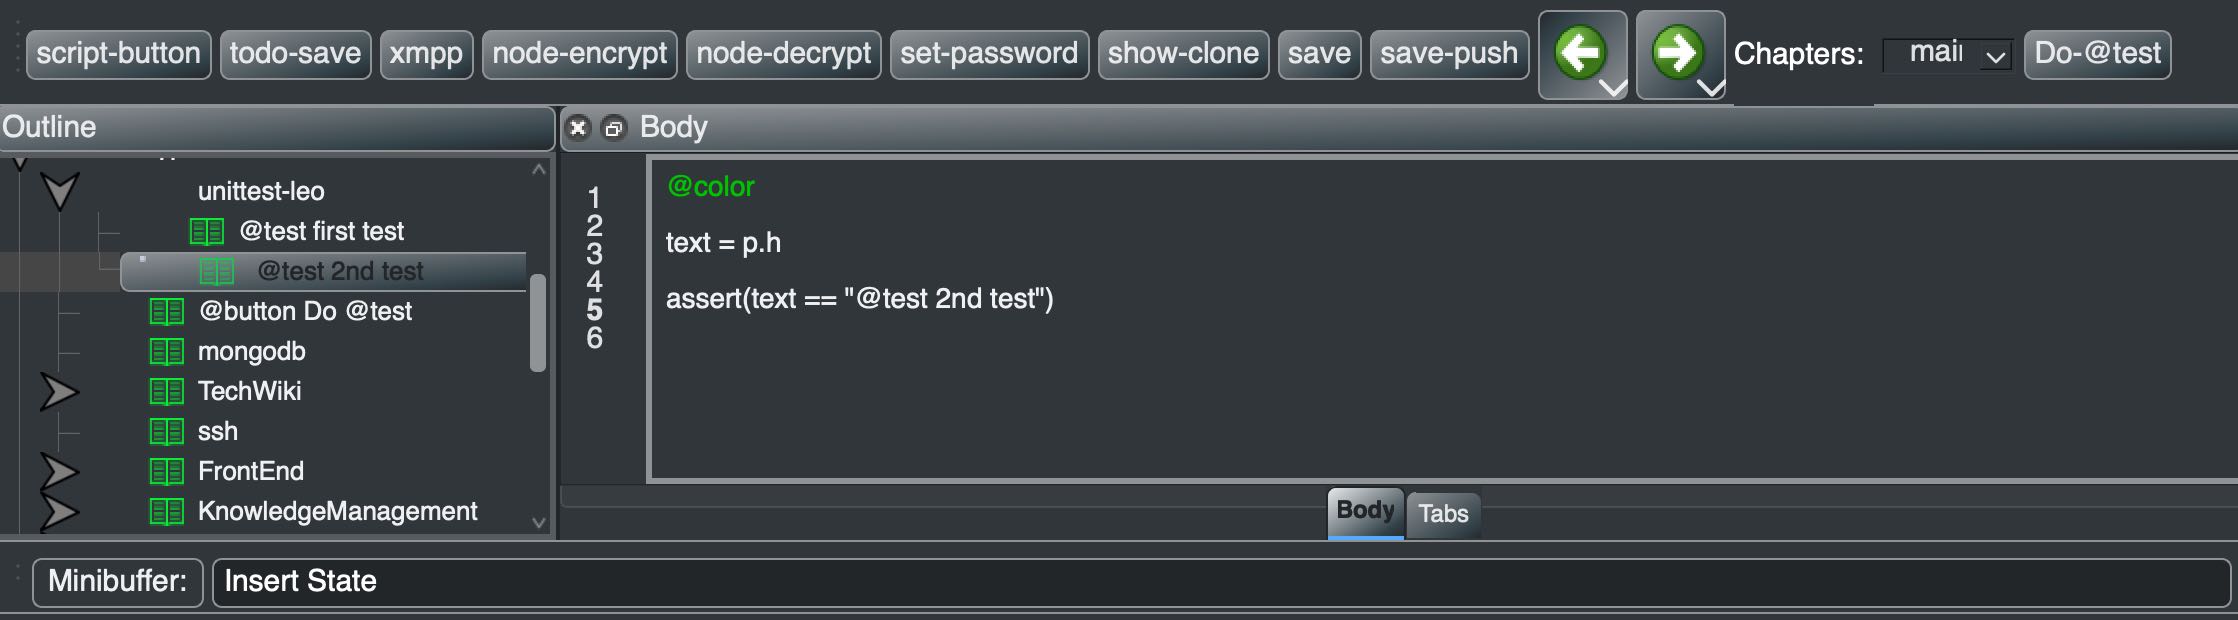 script-button todo-save xmpp node-encrypt node-decrypt set-password show-clone save save-push Chapters: Do-@test
Outline
Body
unittest-leo
@test first test
@test 2nd test
@button Do @test
mongodb
TechWiki
ssh
FrontEnd
KnowledgeManagement
1 @color
2
3 text = p.h
4
5 assert(text == "@test 2nd test")
6
Body Tabs
Minibuffer: Insert State